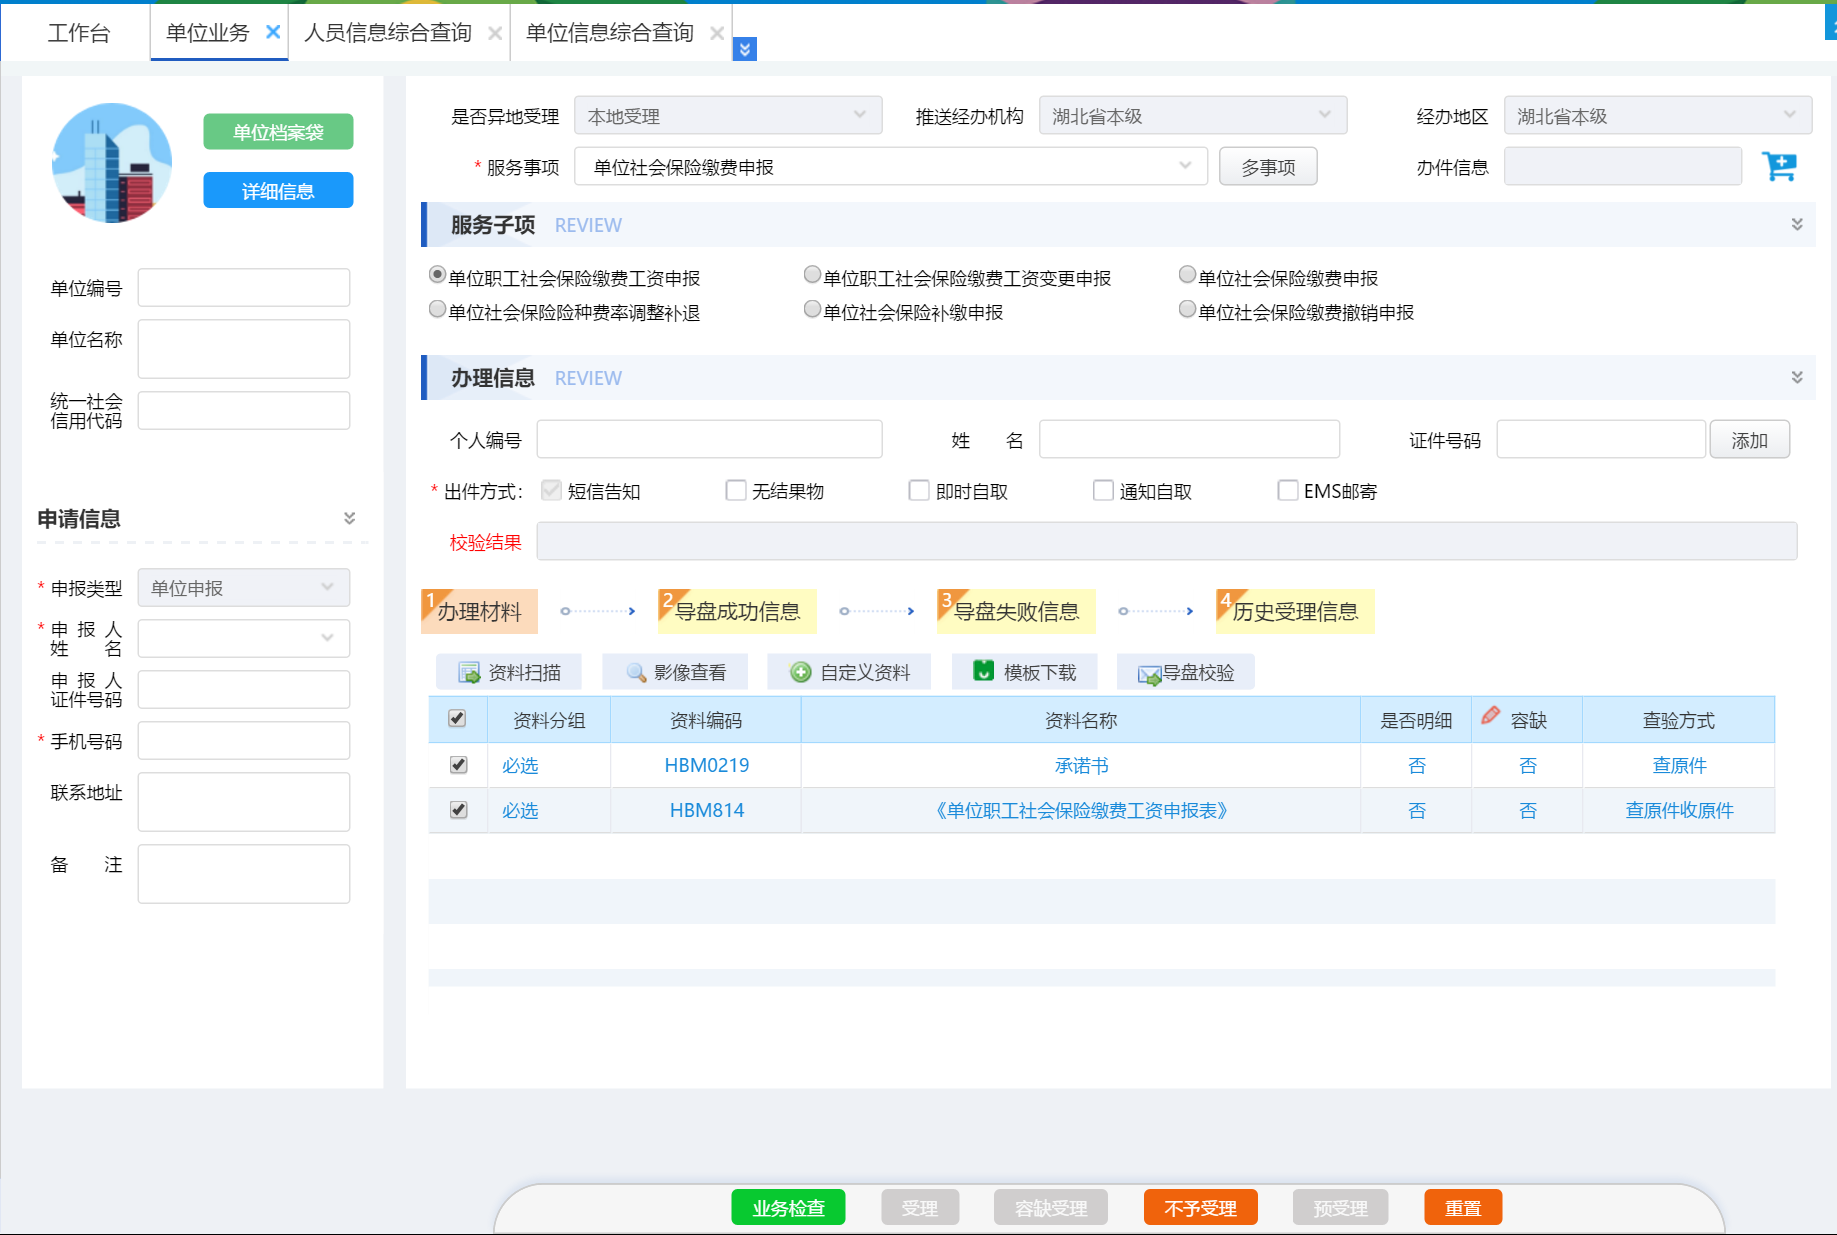 工作台 单位业务 人员信息综合查询 单位信息综合查询
单位档案袋
详细信息
单位编号
单位名称
统一社会
信用代码
申请信息
* 申报类型 单位申报
* 申报人
姓 名
申报人
证件号码
* 手机号码
联系地址
备 注
是否异地受理 本地受理 推送经办机构 湖北省本级 经办地区 湖北省本级
* 服务事项 单位社会保险缴费申报 多事项 办件信息
服务子项 REVIEW
单位职工社会保险缴费工资申报 单位职工社会保险缴费工资变更申报 单位社会保险缴费申报
单位社会保险险种费率调整补退 单位社会保险补缴申报 单位社会保险缴费撤销申报
办理信息 REVIEW
个人编号 姓 名 证件号码 添加
* 出件方式： 短信告知 无结果物 即时自取 通知自取 EMS邮寄
校验结果
1 办理材料 2 导盘成功信息 3 导盘失败信息 4 历史受理信息
资料扫描 影像查看 自定义资料 模板下载 导盘校验
资料分组 资料编码 资料名称 是否明细 容缺 查验方式
必选 HBM0219 承诺书 否 否 查原件
必选 HBM814 《单位职工社会保险缴费工资申报表》 否 否 查原件收原件
业务检查 受理 容缺受理 不予受理 预受理 重置